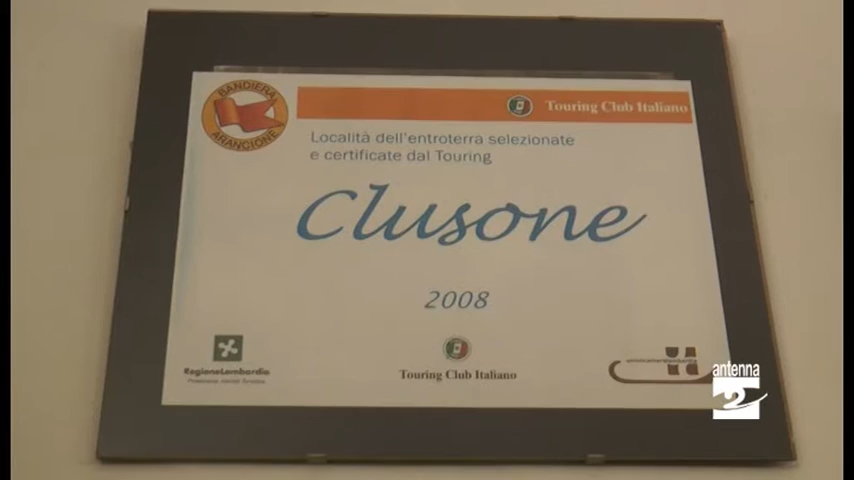 BANDIERA
ARANCIONE
Touring Club Italiano
Località dell'entroterra selezionate
e certificate dal Touring
Clusone
2008
RegioneLombardia
Touring Club Italiano
antenna
2